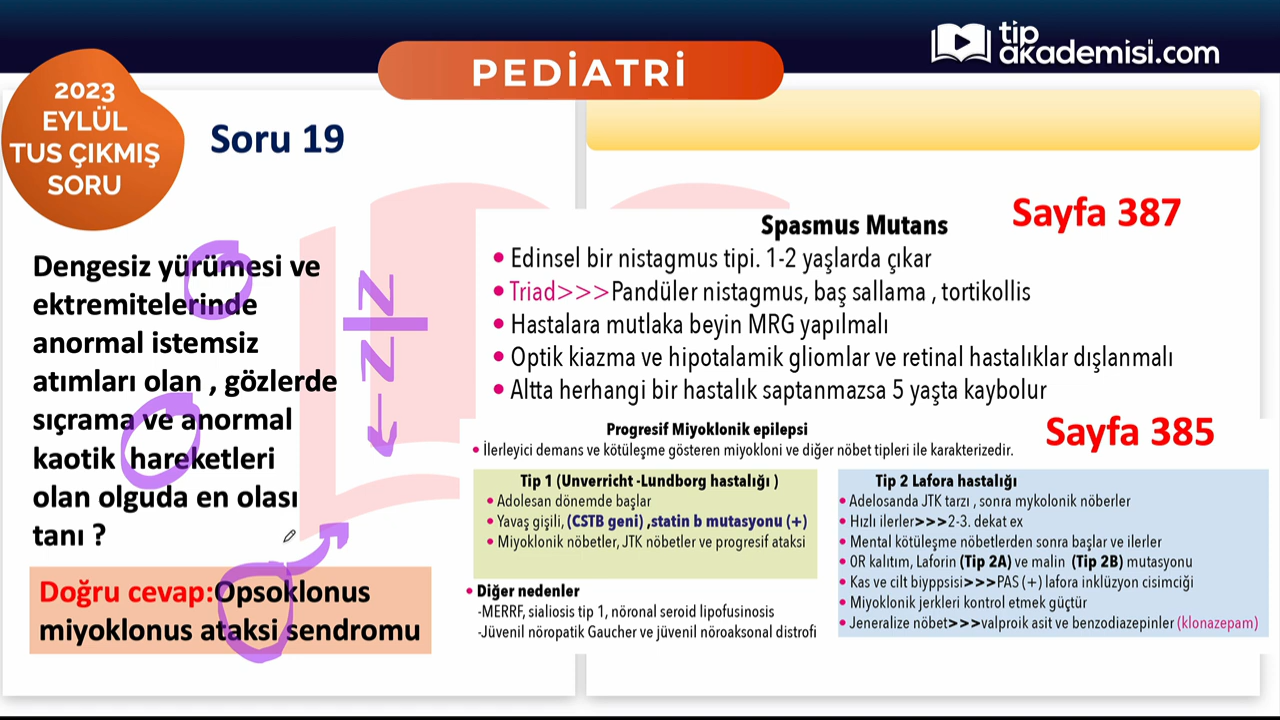 PEDİATRİ
tip
akademisi.com
2023
EYLÜL
TUS ÇIKMIŞ
SORU
Soru 19
Dengesiz yürümesi ve
ektremitelerinde
anormal istemsiz
atımları olan , gözlerde
sıçrama ve anormal
kaotik hareketleri
olan olguda en olası
tanı ?
Doğru cevap:Opsoklonus
miyoklonus ataksi sendromu
N
N
Spasmus Mutans
Sayfa 387
• Edinsel bir nistagmus tipi. 1-2 yaşlarda çıkar
• Triad>>>Pandüler nistagmus, baş sallama , tortikollis
• Hastalara mutlaka beyin MRG yapılmalı
• Optik kiazma ve hipotalamik gliomlar ve retinal hastalıklar dışlanmalı
• Altta herhangi bir hastalık saptanmazsa 5 yaşta kaybolur
Progresif Miyoklonik epilepsi
Sayfa 385
• İlerleyici demans ve kötüleşme gösteren miyokloni ve diğer nöbet tipleri ile karakterizedir.
Tip 1 (Unverricht -Lundborg hastalığı )
• Adolesan dönemde başlar
• Yavaş gişili, (CSTB geni) ,statin b mutasyonu (+)
• Miyoklonik nöbetler, JTK nöbetler ve progresif ataksi
• Diğer nedenler
-MERRF, sialiosis tip 1, nöronal seroid lipofusinosis
-Jüvenil nöropatik Gaucher ve jüvenil nöroaksonal distrofi
Tip 2 Lafora hastalığı
• Adelosanda JTK tarzı , sonra mykolonik nöberler
• Hızlı ilerler>>>2-3. dekat ex
• Mental kötüleşme nöbetlerden sonra başlar ve ilerler
• OR kalıtım, Laforin (Tip 2A) ve malin (Tip 2B) mutasyonu
• Kas ve cilt biyppsisi>>>PAS (+) lafora inklüzyon cisimciği
• Miyoklonik jerkleri kontrol etmek güçtür
• Jeneralize nöbet>>>valproik asit ve benzodiazepinler (klonazepam)